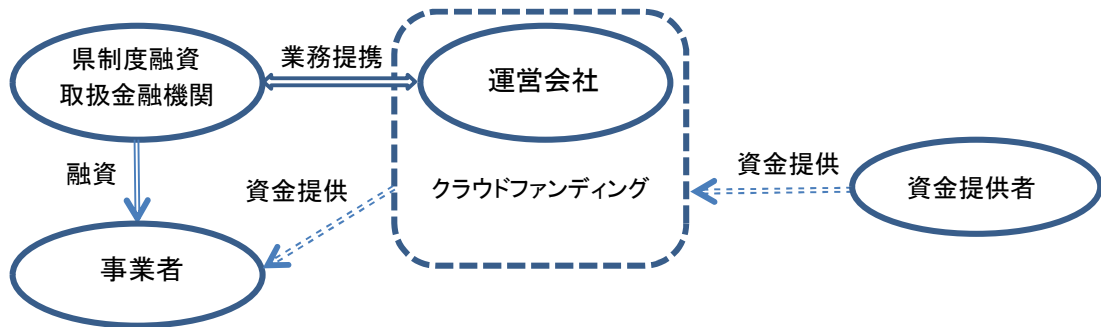 県制度融資
取扱金融機関
業務提携
運営会社
融資
資金提供
クラウドファンディング
資金提供
資金提供者
事業者